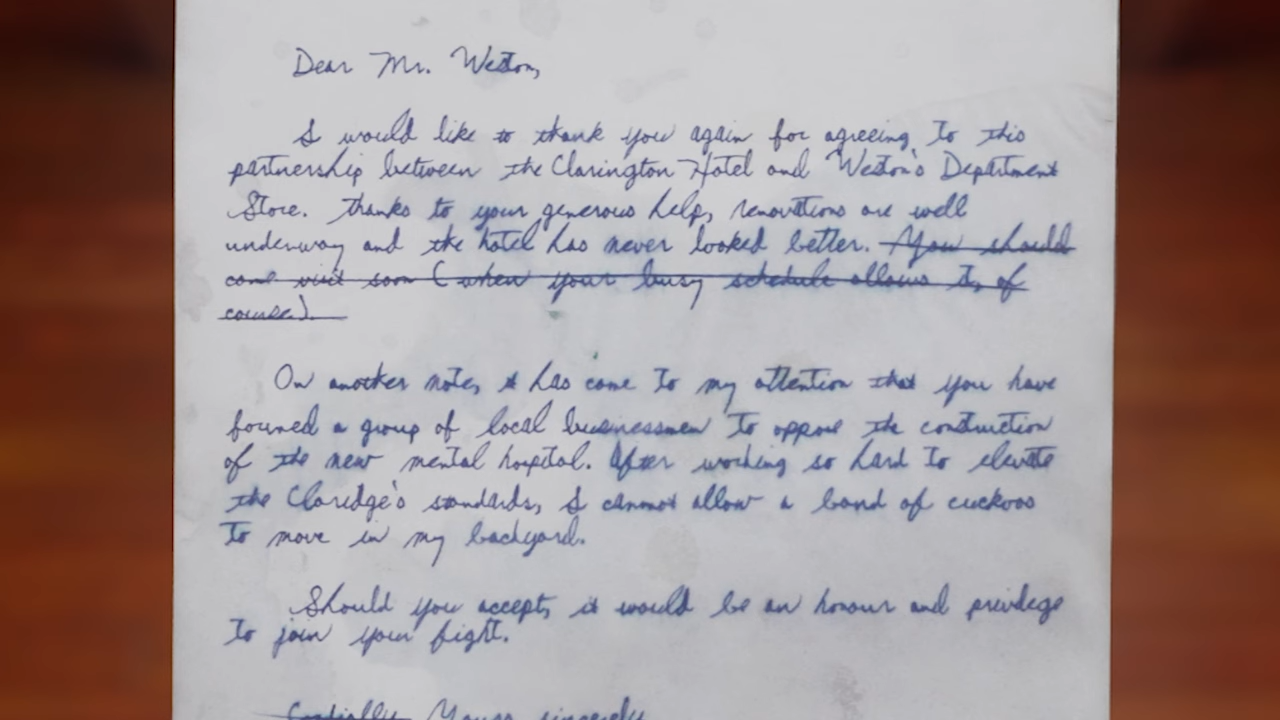 Dear Mr. Weston,
I would like to thank you again for agreeing to this
partnership between the Clarington Hotel and Weston's Department
Store. Thanks to your generous help, renovations are well
underway and the hotel has never looked better. You should
come visit soon (when your busy schedule allows it, of
course).
On another note, it has come to my attention that you have
formed a group of local businessmen to oppose the construction
of the new mental hospital. After working so hard to elevate
the Claridge's standards, I cannot allow a band of cuckoos
to move in my backyard.
Should you accept, it would be an honour and privilege
to join your fight.
Cordially Yours sincerely